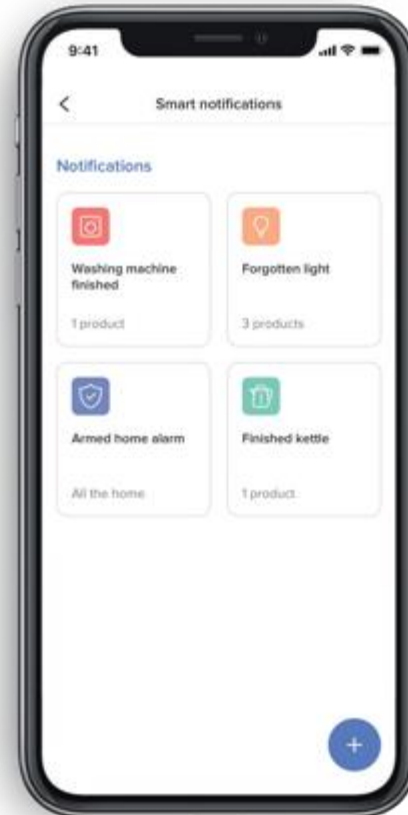 9:41
Smart notifications
Notifications
Washing machine
finished
1 product
Forgotten light
3 products
Armed home alarm
All the home
Finished kettle
1 product
+